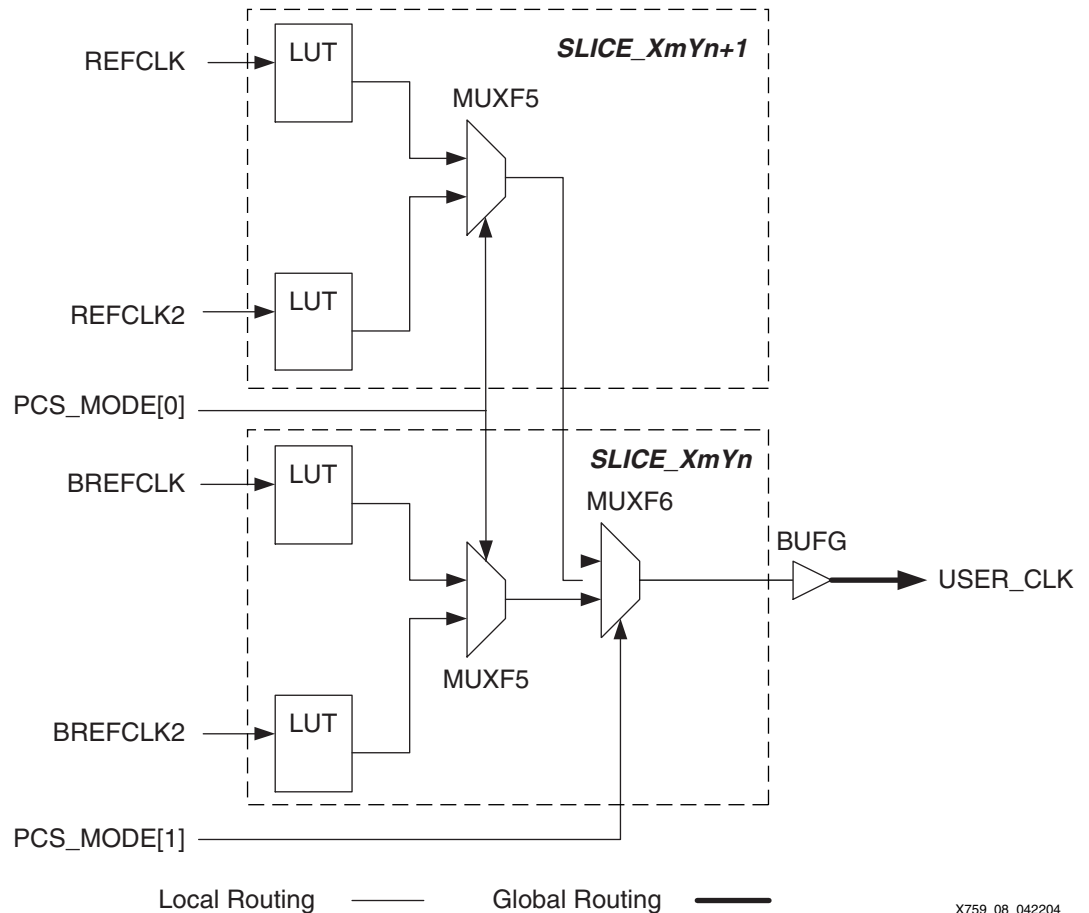 LUT
SLICE_XmYn+1
REFCLK
MUXF5
LUT
REFCLK2
PCS_MODE[0]
LUT
SLICE_XmYn
BREFCLK
MUXF6
BUFG
USER_CLK
MUXF5
LUT
BREFCLK2
PCS_MODE[1]
Local Routing
Global Routing
X759_08_042204